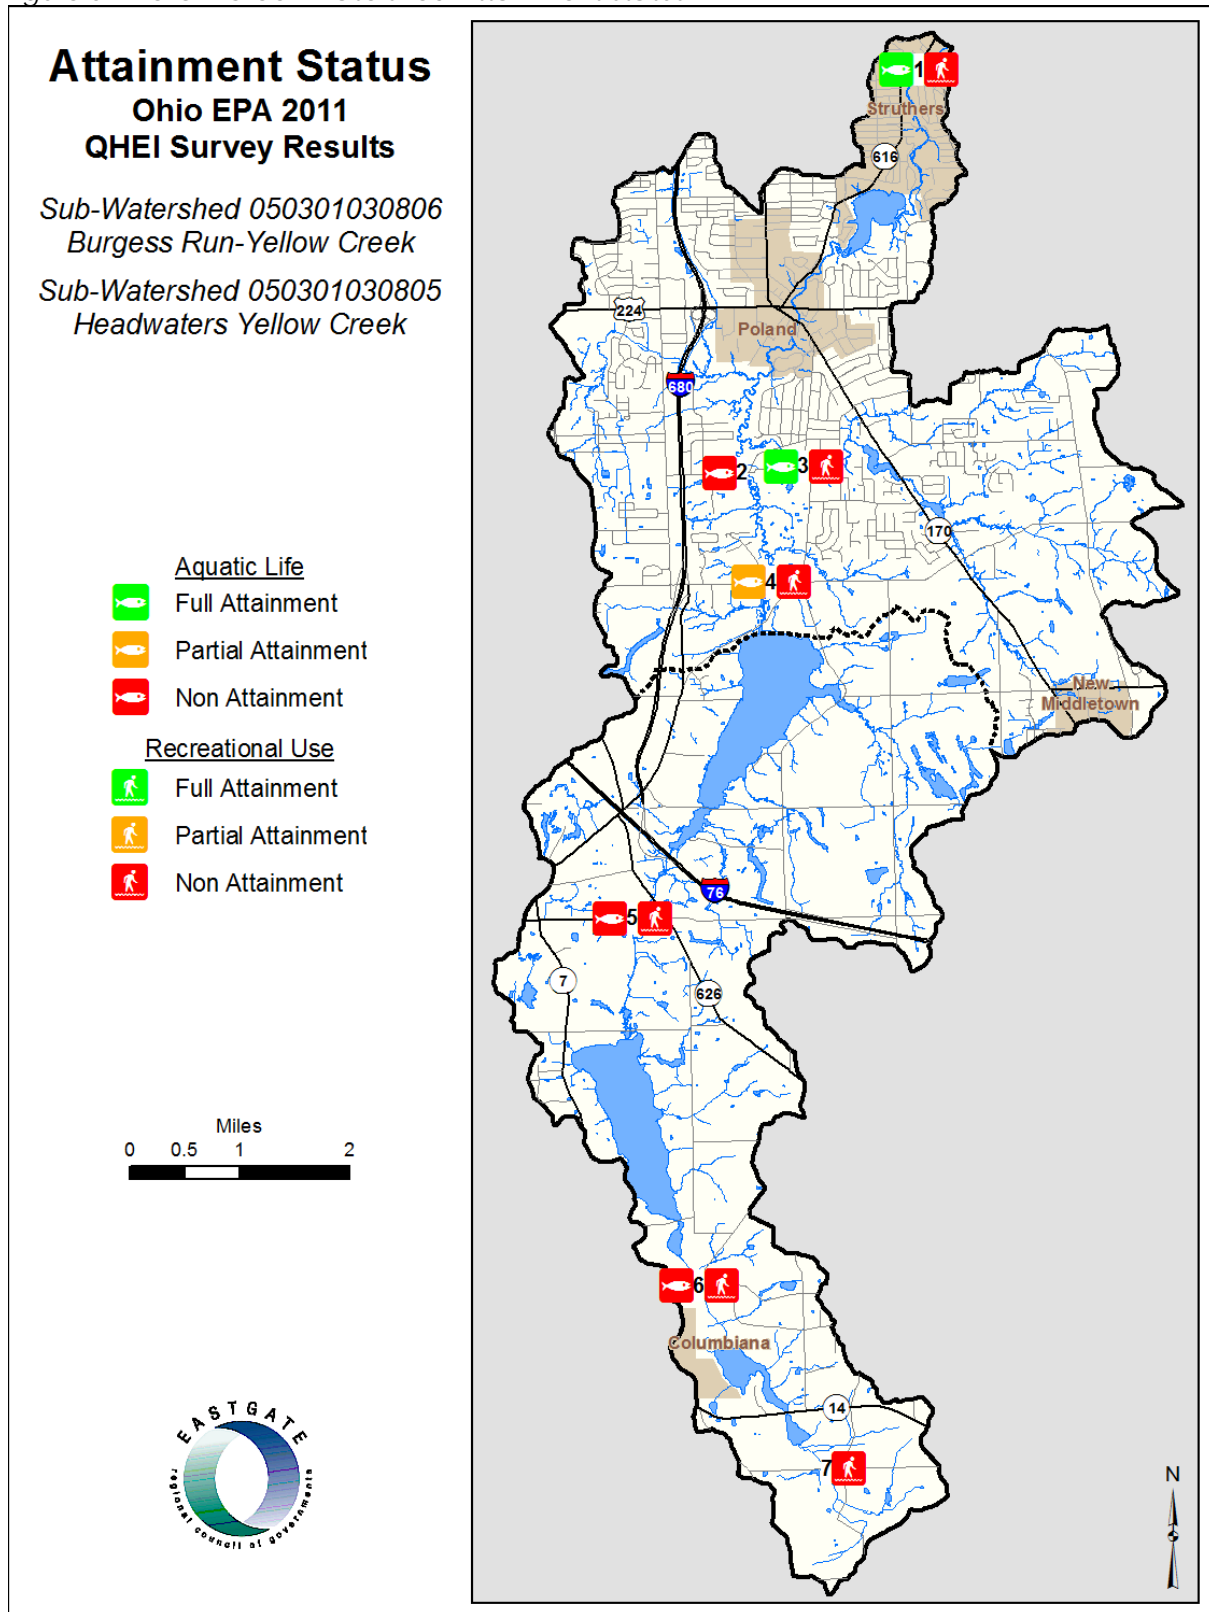 Attainment Status
Ohio EPA 2011
QHEI Survey Results
Sub-Watershed 050301030806
Burgess Run-Yellow Creek
Sub-Watershed 050301030805
Headwaters Yellow Creek
Aquatic Life
Full Attainment
Partial Attainment
Non Attainment
Recreational Use
Full Attainment
Partial Attainment
Non Attainment
Miles
0 0.5 1 2
EASTGATE
regional council of governments
1
Struthers
616
224
Poland
680
2
3
170
4
New
Middletown
76
5
7
626
6
Columbiana
14
7
N